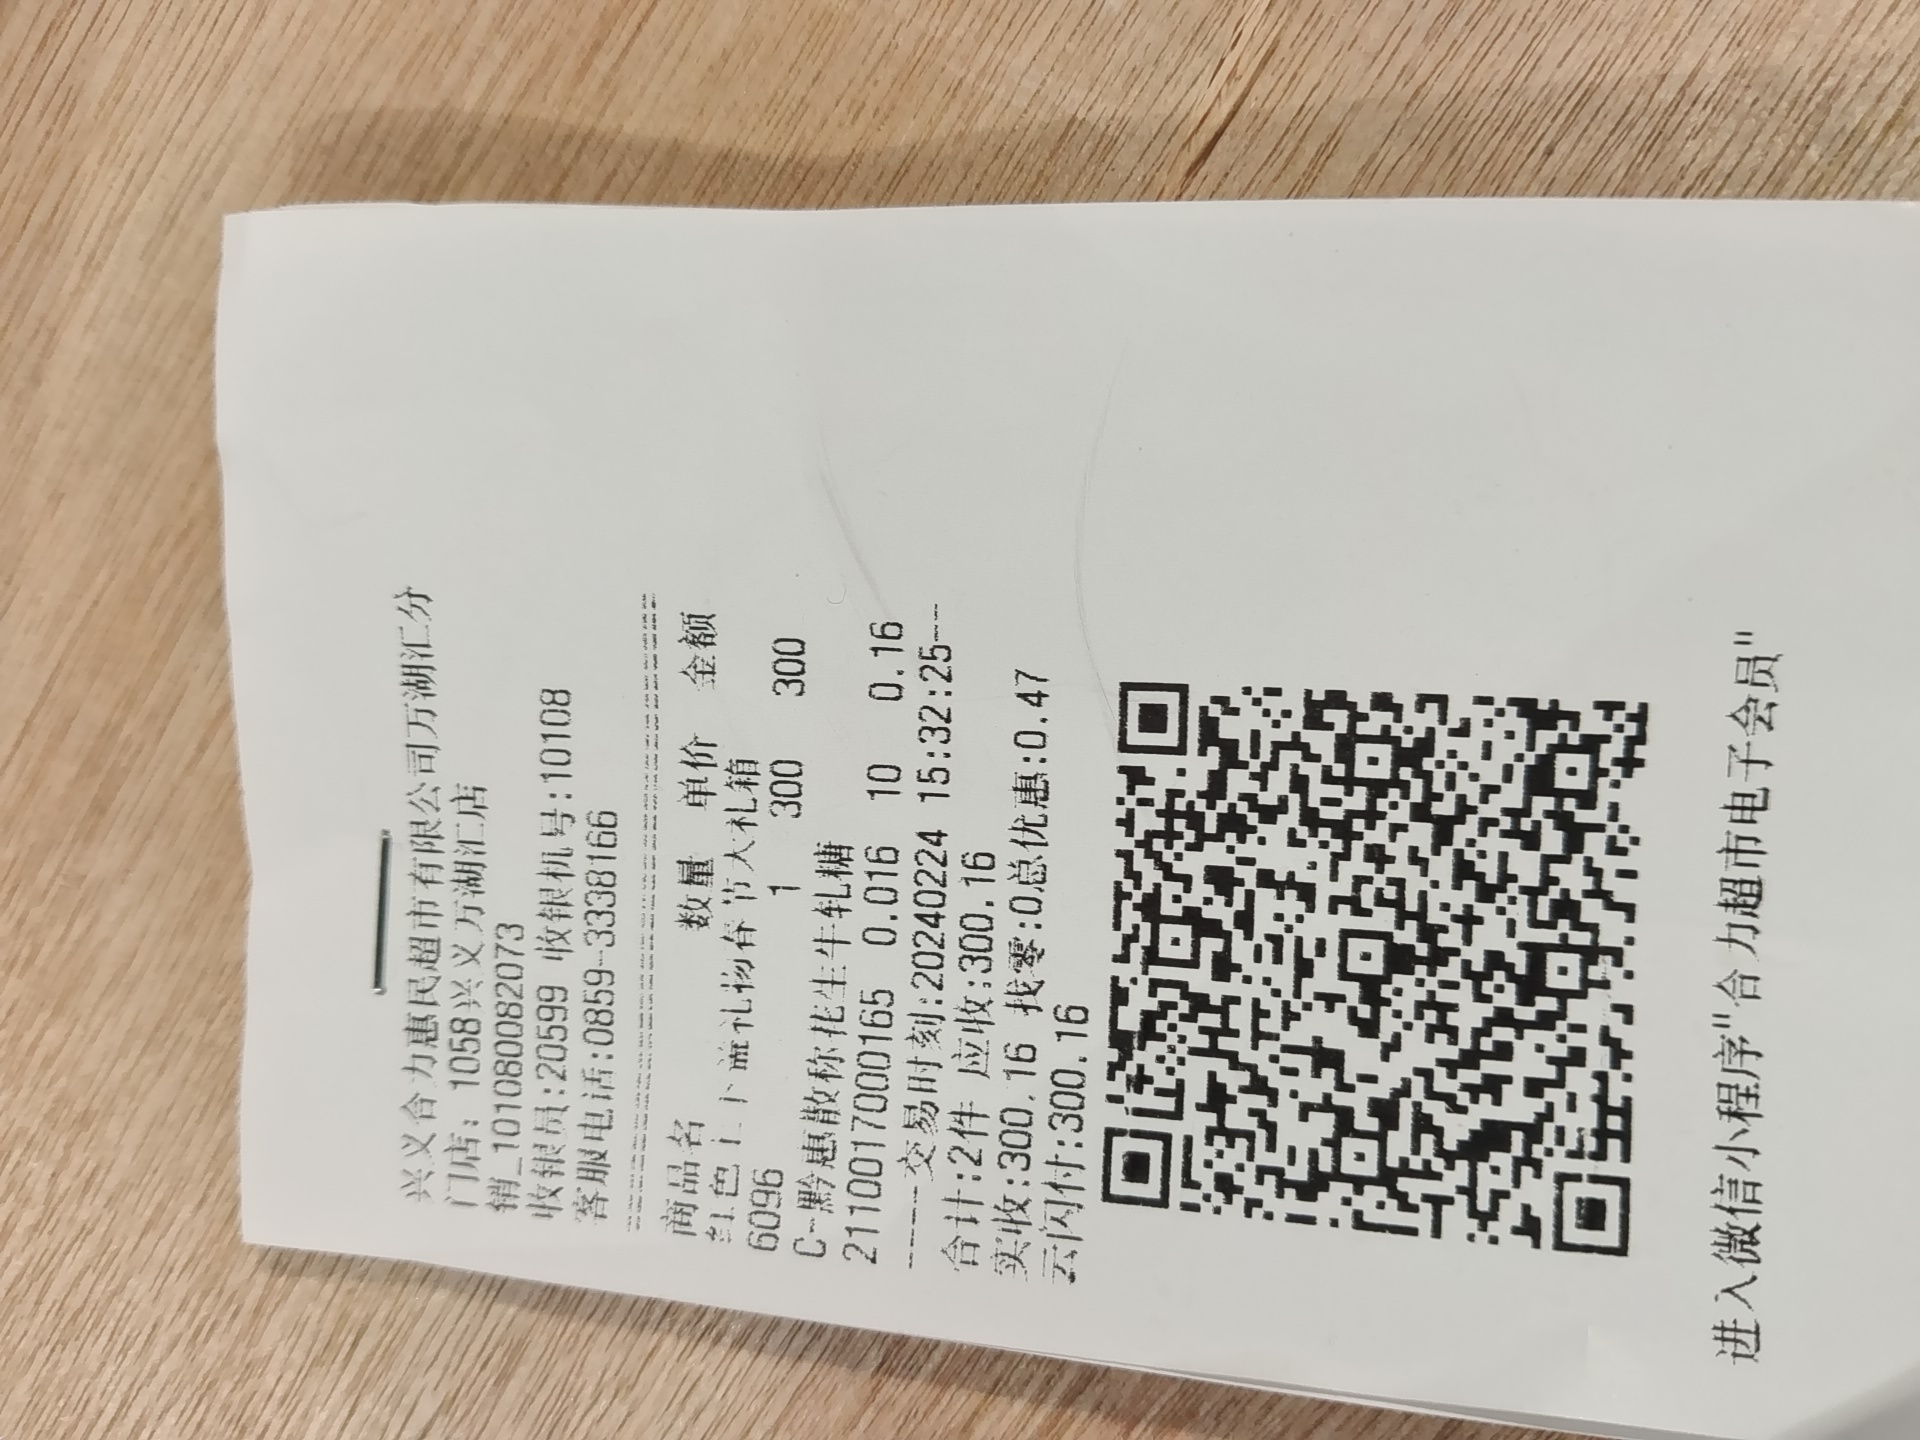 兴义合力惠民超市有限公司万湖汇分
门店: 1058兴义万湖汇店
销_1010800082073
收银员:20599 收银机号:10108
客服电话:0859-3338166
商品名 数量 单价 金额
红色上下盖礼物春节大礼箱
6096 1 300 300
C-黔惠散称花生牛轧糖
2110017000165 0.016 10 0.16
----交易时刻:20240224 15:32:25---
合计:2件 应收:300.16
实收:300.16 找零:0总优惠:0.47
云闪付:300.16
进入微信小程序"合力超市电子会员"